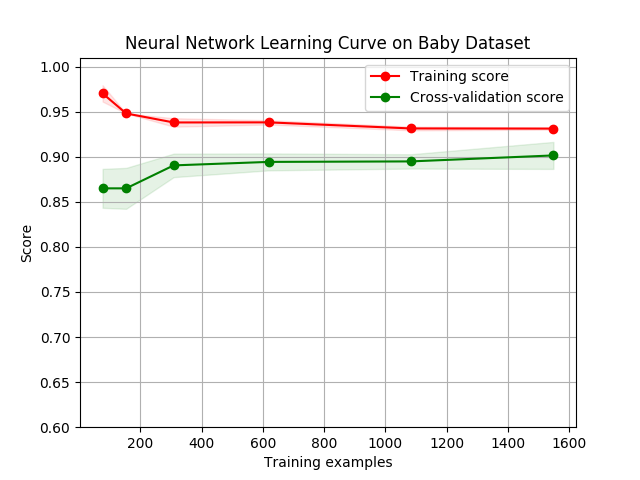 Neural Network Learning Curve on Baby Dataset
Training score
Cross-validation score
1.00
0.95
0.90
0.85
0.80
0.75
0.70
0.65
0.60
Score
200 400 600 800 1000 1200 1400 1600
Training examples